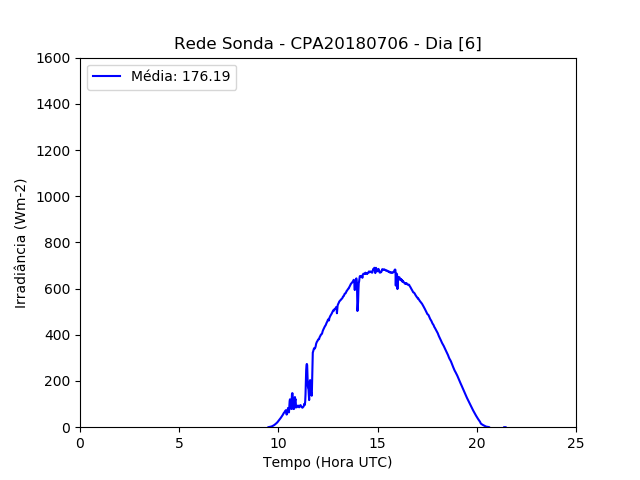 Rede Sonda - CPA20180706 - Dia [6]
Média: 176.19
1600
1400
1200
1000
800
600
400
200
0
Irradiância (Wm-2)
0 5 10 15 20 25
Tempo (Hora UTC)